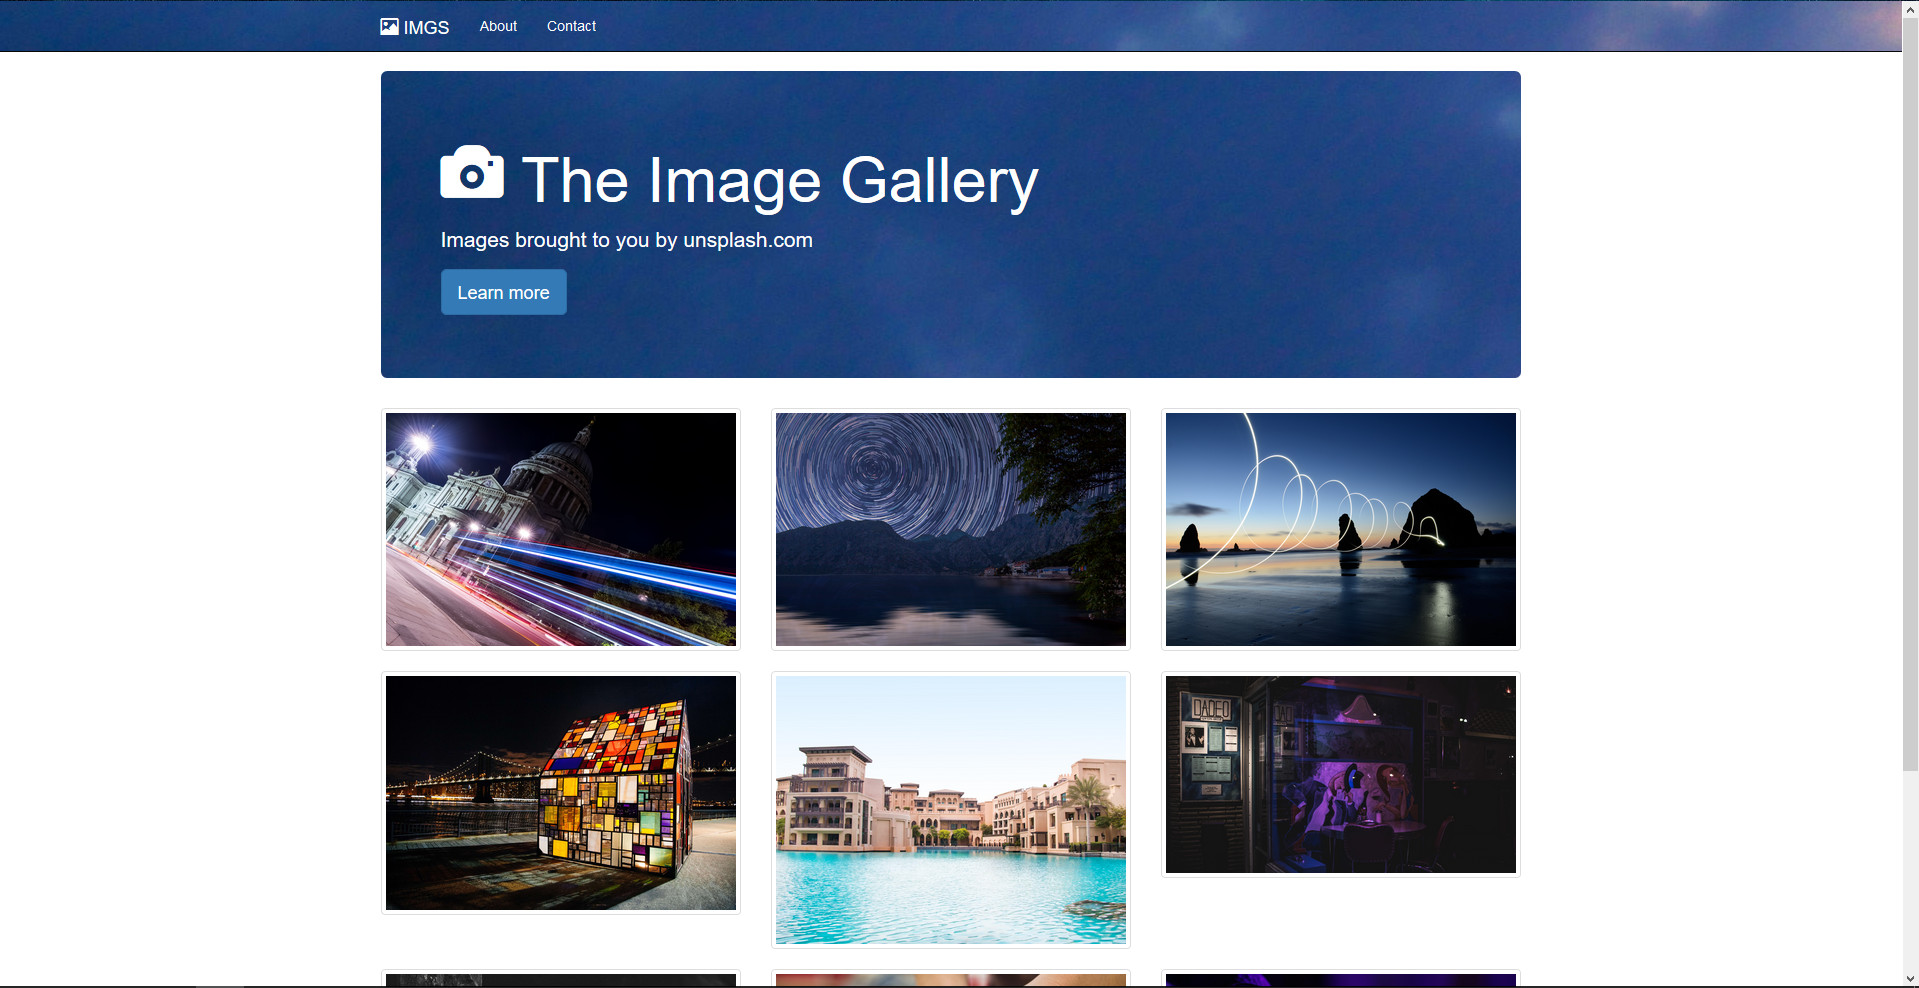 IMGS About Contact
The Image Gallery
Images brought to you by unsplash.com
Learn more
DADEO